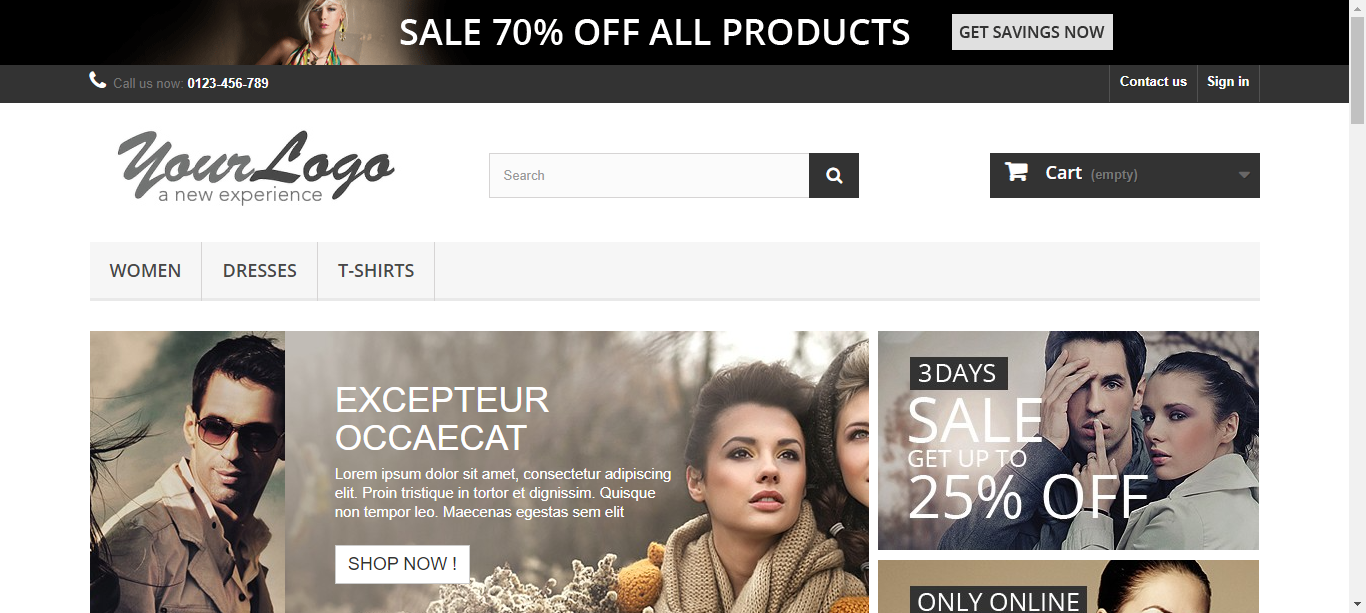 SALE 70% OFF ALL PRODUCTS
GET SAVINGS NOW
Call us now: 0123-456-789
Contact us
Sign in
YourLogo
a new experience
Search
Cart (empty)
WOMEN
DRESSES
T-SHIRTS
EXCEPTEUR
OCCAECAT
Lorem ipsum dolor sit amet, consectetur adipiscing
elit. Proin tristique in tortor et dignissim. Quisque
non tempor leo. Maecenas egestas sem elit
SHOP NOW !
3 DAYS
SALE
GET UP TO
25% OFF
ONLY ONLINE